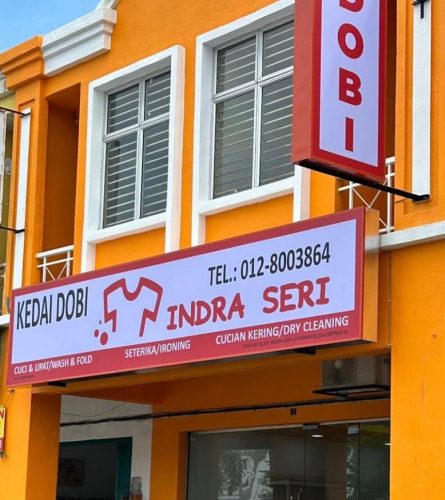 DOBI
KEDAI DOBI
TEL.: 012-8003864
INDRA SERI
CUCI & LIPAT/WASH & FOLD
SETERIKA/IRONING
CUCIAN KERING/DRY CLEANING